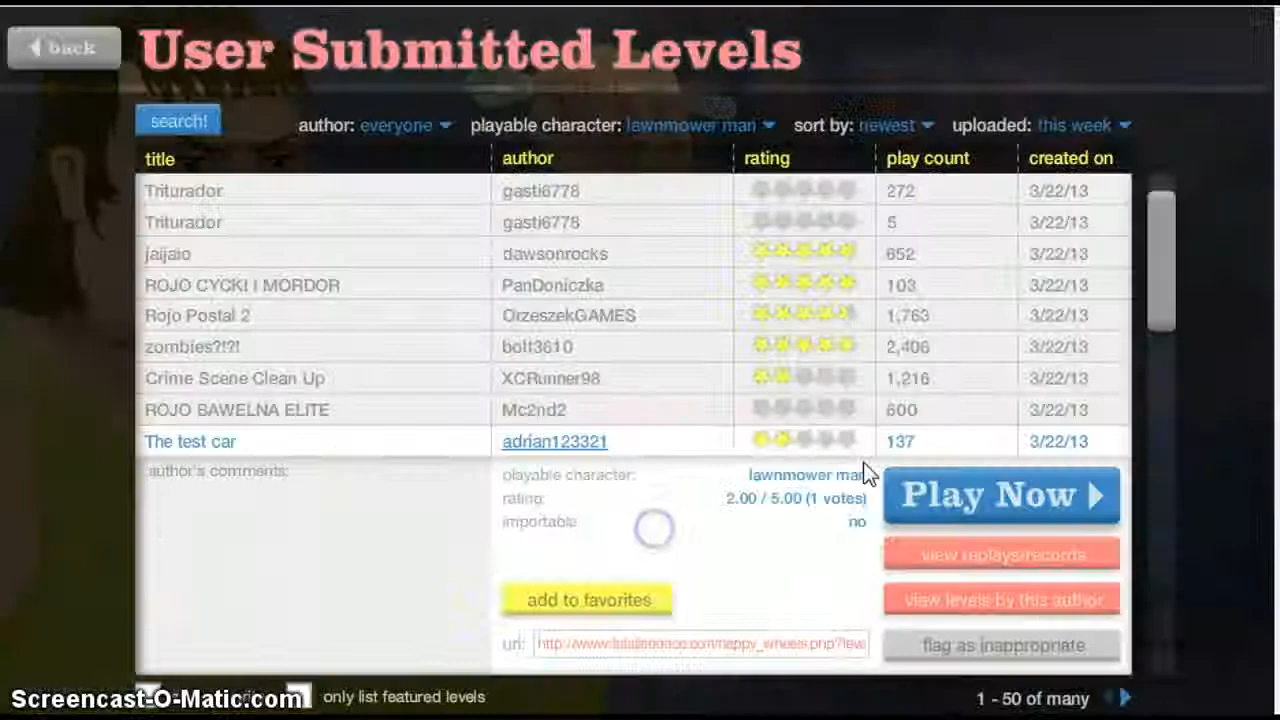 back
User Submitted Levels
search! author: everyone playable character: lawnmower man sort by: newest uploaded: this week
title author rating play count created on
Triturador gasti6778 272 3/22/13
Triturador gasti6778 5 3/22/13
jaijaio dawsonrocks 652 3/22/13
ROJO CYCKI I MORDOR PanDoniczka 103 3/22/13
Rojo Postal 2 OrzeszekGAMES 1,763 3/22/13
zombies?!?! bolt3610 2,406 3/22/13
Crime Scene Clean Up XCRunner98 1,216 3/22/13
ROJO BAWELNA ELITE Mc2nd2 600 3/22/13
The test car adrian123321 137 3/22/13
author's comments:
playable character: lawnmower man
rating: 2.00 / 5.00 (1 votes)
importable no
Play Now
view replays/records
add to favorites
view levels by this author
url: http://www.totaljerkface.com/happy_wheels.php?leve
flag as inappropriate
Screencast-O-Matic.com
only list featured levels
1 - 50 of many